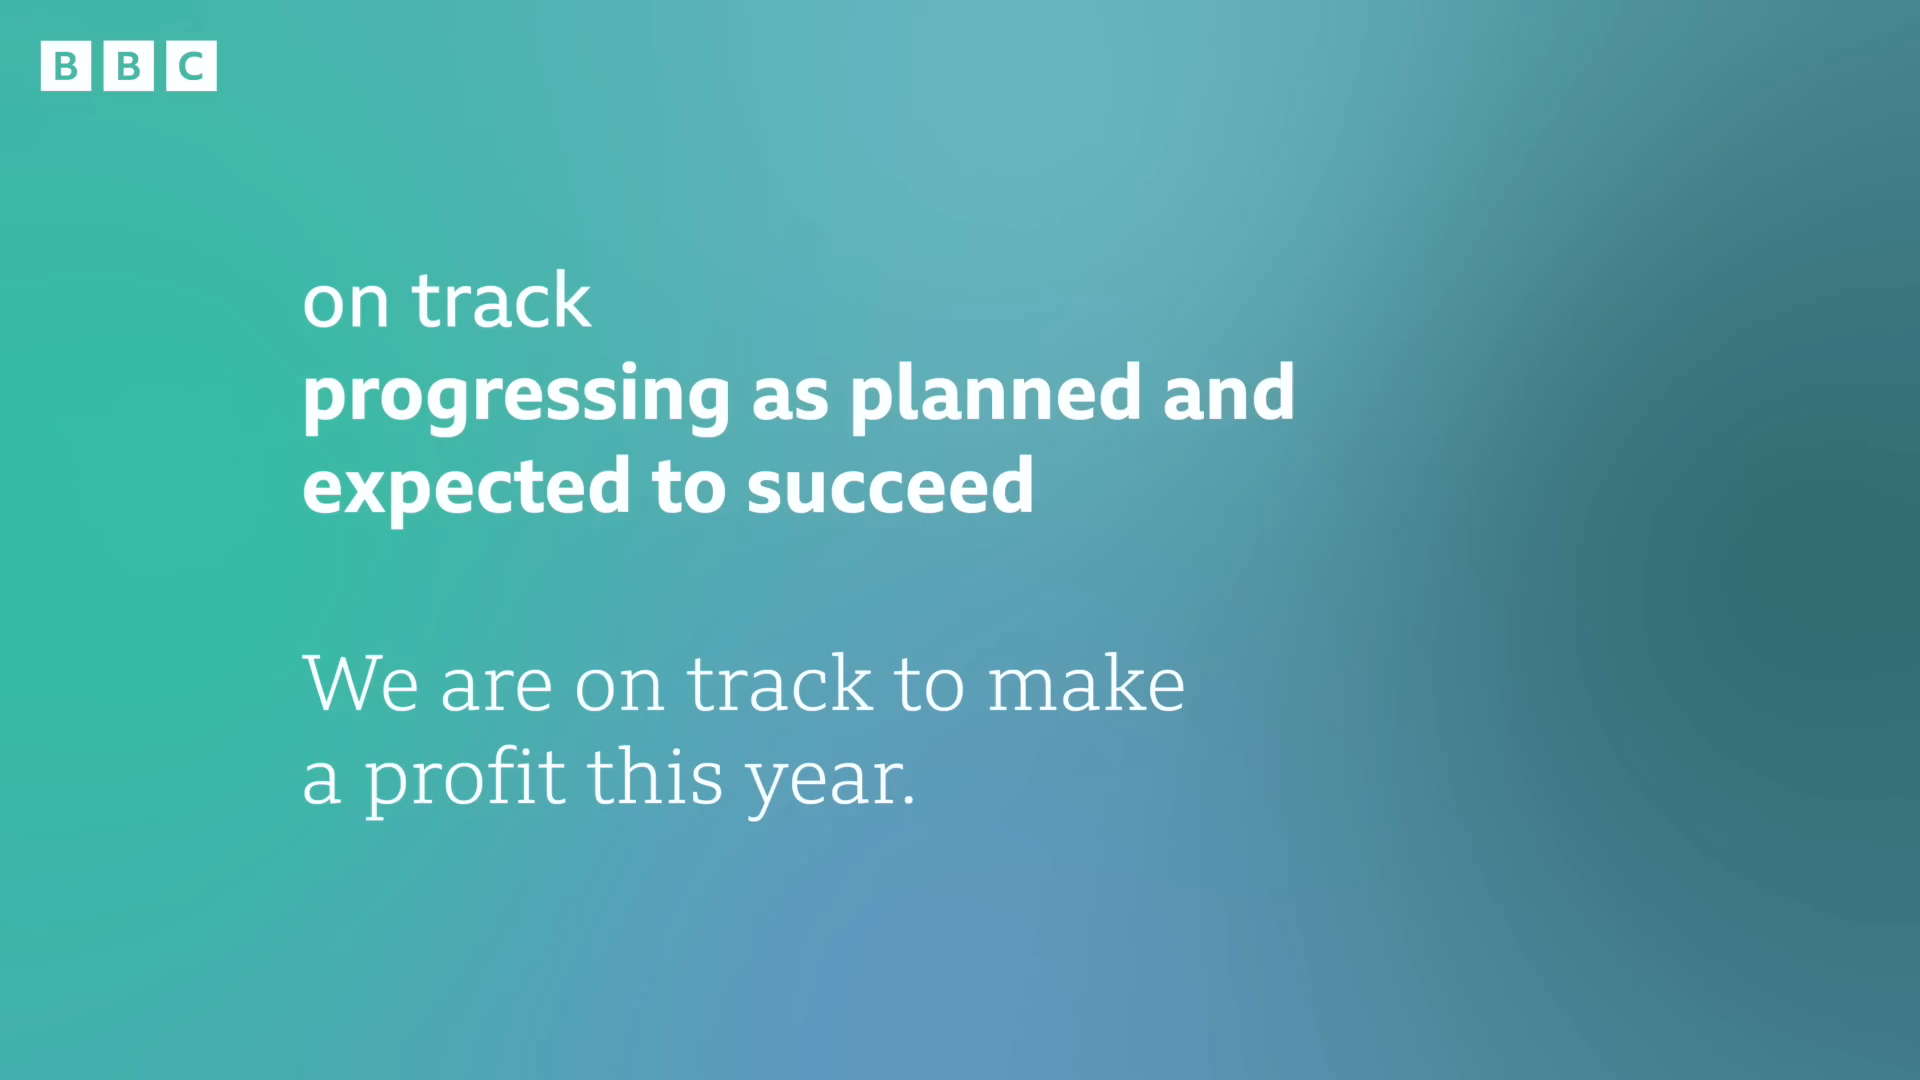 BBC
on track
progressing as planned and
expected to succeed
We are on track to make
a profit this year.